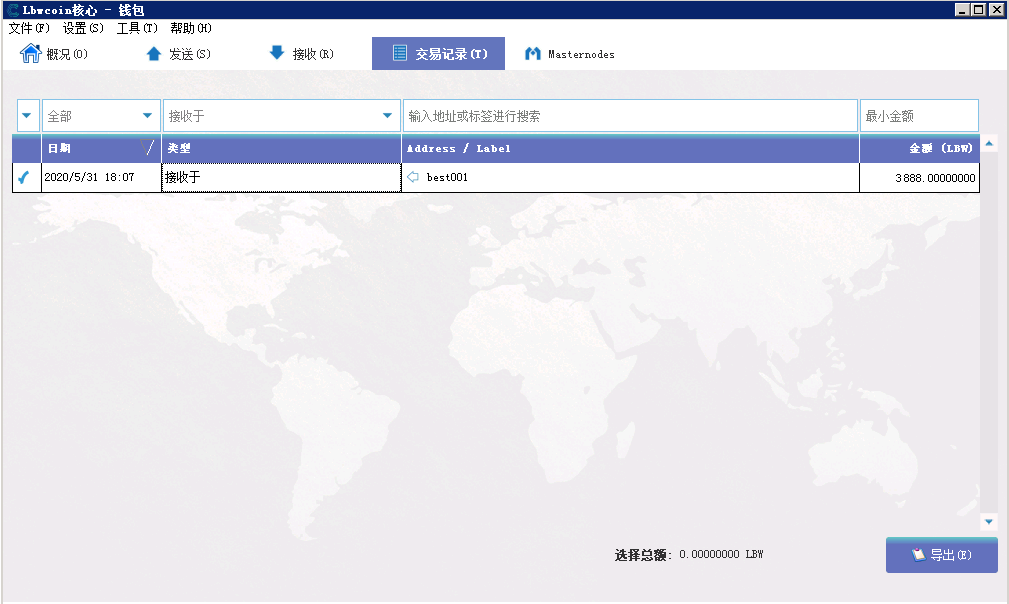 Lbwcoin核心 - 钱包
文件(F) 设置(S) 工具(T) 帮助(H)
概况(O) 发送(S) 接收(R) 交易记录(T) Masternodes
全部 接收于 输入地址或标签进行搜索 最小金额
日期 类型 Address / Label 金额 (LBW)
2020/5/31 18:07 接收于 best001 3888.00000000
选择总额: 0.00000000 LBW 导出(E)